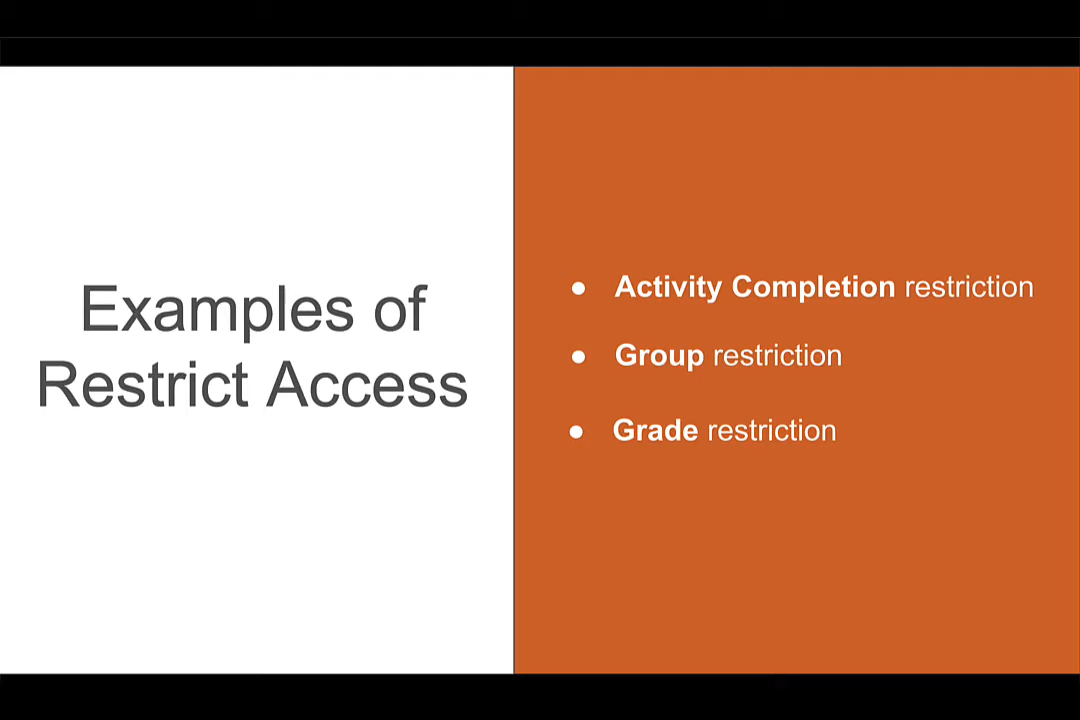 Examples of
Restrict Access
● Activity Completion restriction
● Group restriction
● Grade restriction